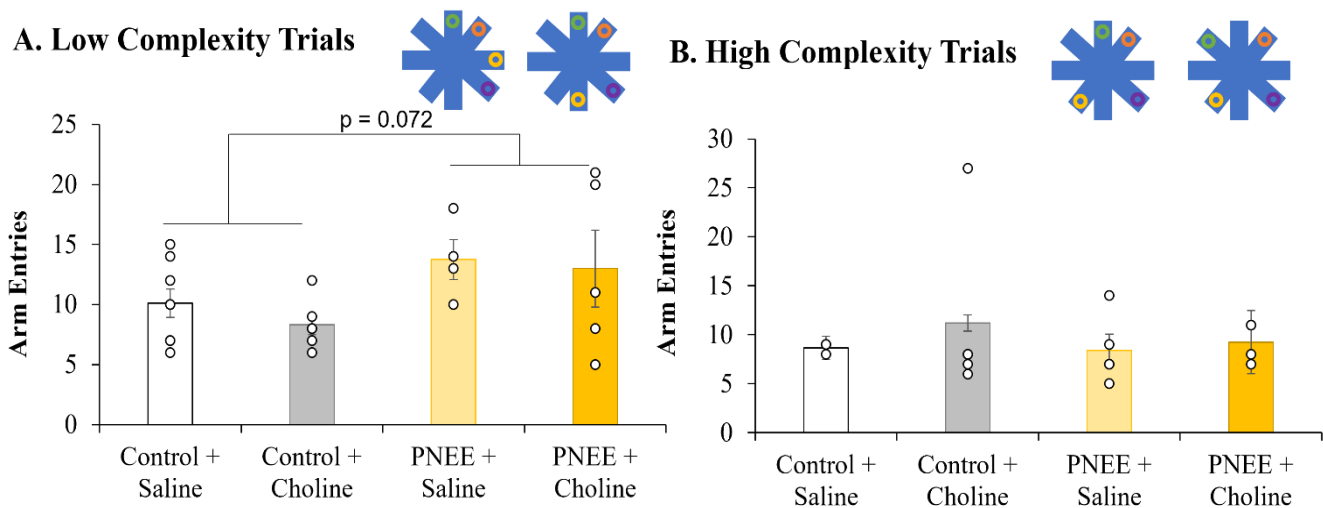 A. Low Complexity Trials
p = 0.072
25
20
15
10
5
0
Arm Entries
Control +
Saline
Control +
Choline
PNEE +
Saline
PNEE +
Choline
B. High Complexity Trials
30
25
20
15
10
5
0
Arm Entries
Control +
Saline
Control +
Choline
PNEE +
Saline
PNEE +
Choline